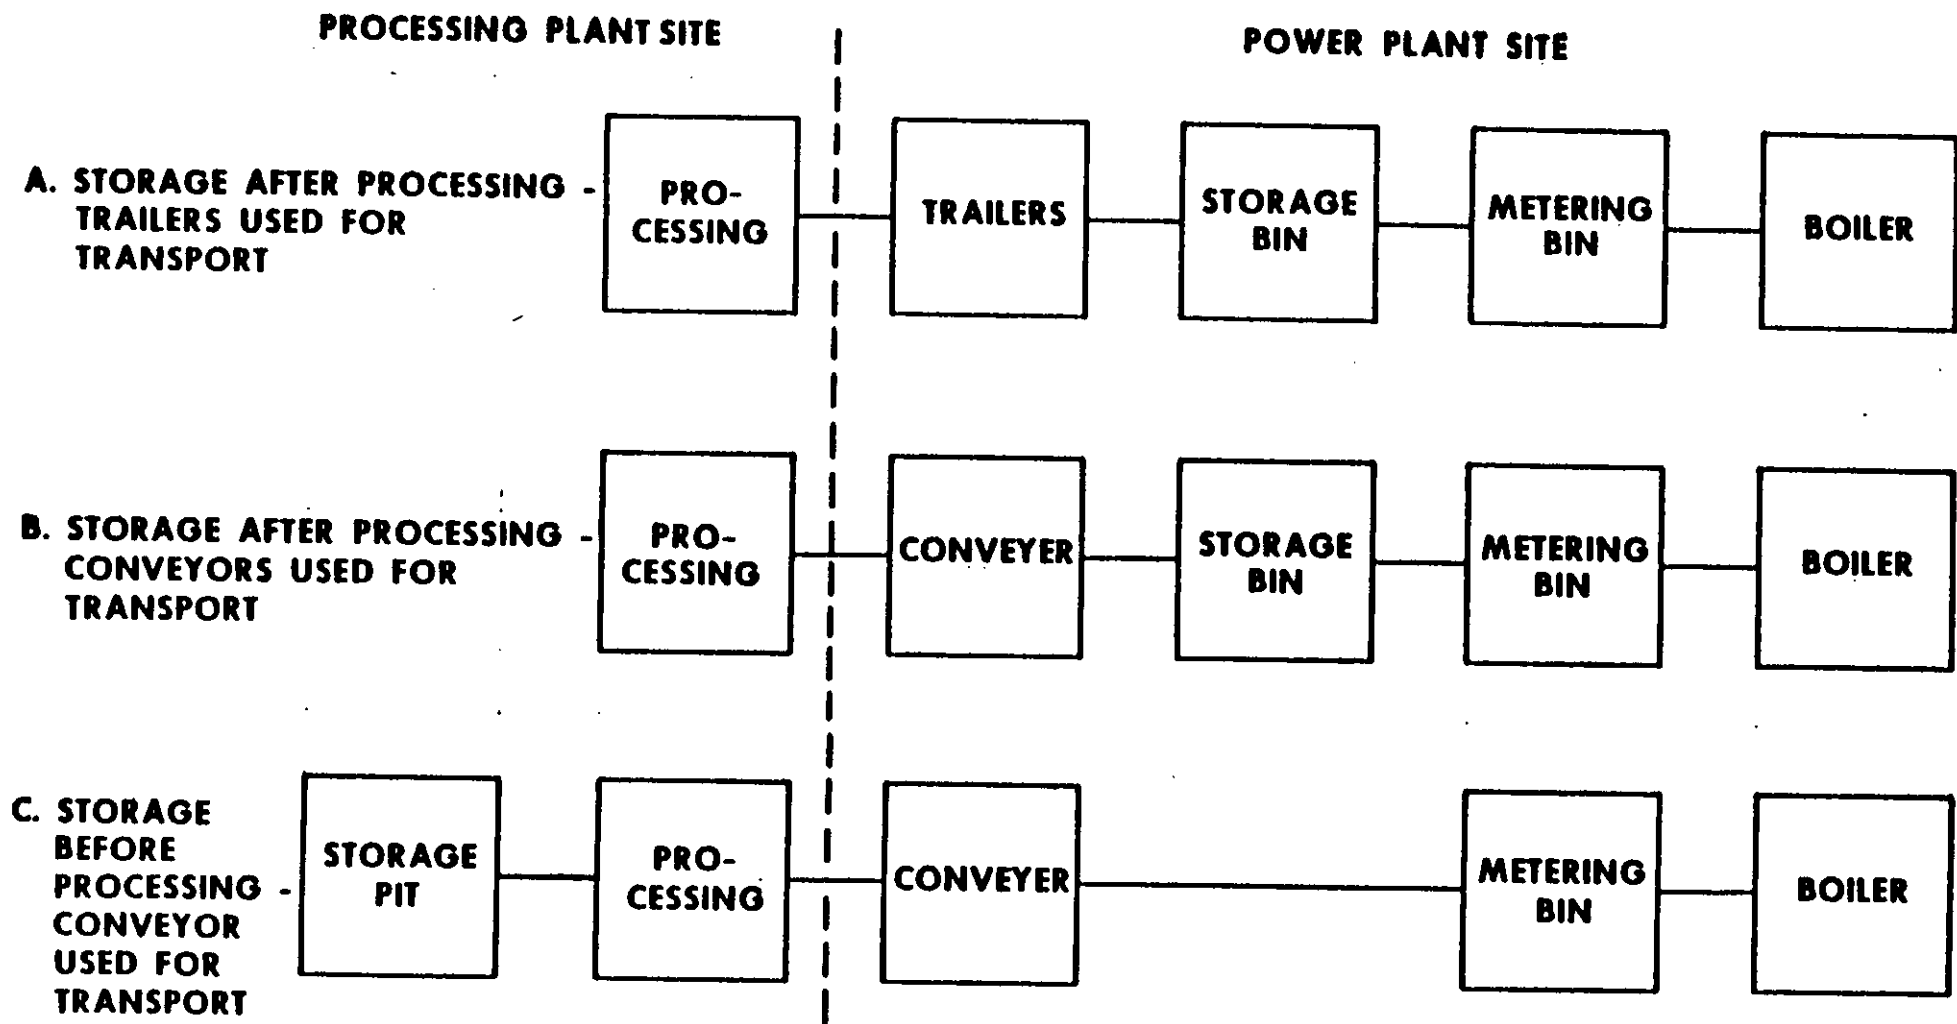 PROCESSING PLANT SITE
POWER PLANT SITE
A. STORAGE AFTER PROCESSING -
TRAILERS USED FOR
TRANSPORT
PRO-
CESSING
TRAILERS
STORAGE
BIN
METERING
BIN
BOILER
B. STORAGE AFTER PROCESSING -
CONVEYORS USED FOR
TRANSPORT
PRO-
CESSING
CONVEYER
STORAGE
BIN
METERING
BIN
BOILER
C. STORAGE
BEFORE
PROCESSING -
CONVEYOR
USED FOR
TRANSPORT
STORAGE
PIT
PRO-
CESSING
CONVEYER
METERING
BIN
BOILER